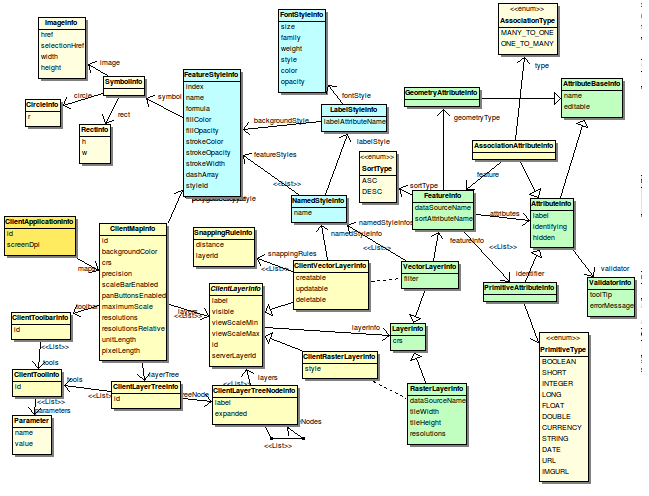 ImageInfo
href
selectionHref
width
height
image
SymbolInfo
circle
CircleInfo
r
rect
RectInfo
h
w
symbol
FeatureStyleInfo
index
name
formula
fillColor
fillOpacity
strokeColor
strokeOpacity
strokeWidth
dashArray
styleId
FontStyleInfo
size
family
weight
style
color
opacity
fontStyle
LabelStyleInfo
labelAttributeName
backgroundStyle
featureStyles
<<List>>
labelStyle
NamedStyleInfo
name
namedStyleInfo
namedStyleInfo
<<List>>
<<enum>>
AssociationType
MANY_TO_ONE
ONE_TO_MANY
type
GeometryAttributeInfo
geometryType
AttributeBaseInfo
name
editable
AssociationAttributeInfo
feature
<<enum>>
SortType
ASC
DESC
sortType
FeatureInfo
dataSourceName
sortAttributeName
attributes
<<List>>
featureInfo
AttributeInfo
label
identifying
hidden
identifier
PrimitiveAttributeInfo
validator
ValidatorInfo
toolTip
errorMessage
<<List>>
<<enum>>
PrimitiveType
BOOLEAN
SHORT
INTEGER
LONG
FLOAT
DOUBLE
CURRENCY
STRING
DATE
URL
IMGURL
ClientApplicationInfo
id
screenDpi
maps
ClientMapInfo
id
backgroundColor
crs
precision
scaleBarEnabled
panButtonsEnabled
maximumScale
resolutions
resolutionsRelative
unitLength
pixelLength
SnappingRuleInfo
distance
layerId
snappingRules
<<List>>
ClientVectorLayerInfo
creatable
updatable
deletable
VectorLayerInfo
filter
ClientLayerInfo
label
visible
viewScaleMin
viewScaleMax
id
serverLayerId
layers
layerInfo
LayerInfo
crs
ClientRasterLayerInfo
style
RasterLayerInfo
dataSourceName
tileWidth
tileHeight
resolutions
toolbar
ClientToolbarInfo
id
<<List>>
tools
ClientToolInfo
id
tools
<<List>>
parameters
Parameter
name
value
layerTree
ClientLayerTreeInfo
id
treeNode
<<List>>
layers
ClientLayerTreeNodeInfo
label
expanded
<<List>>